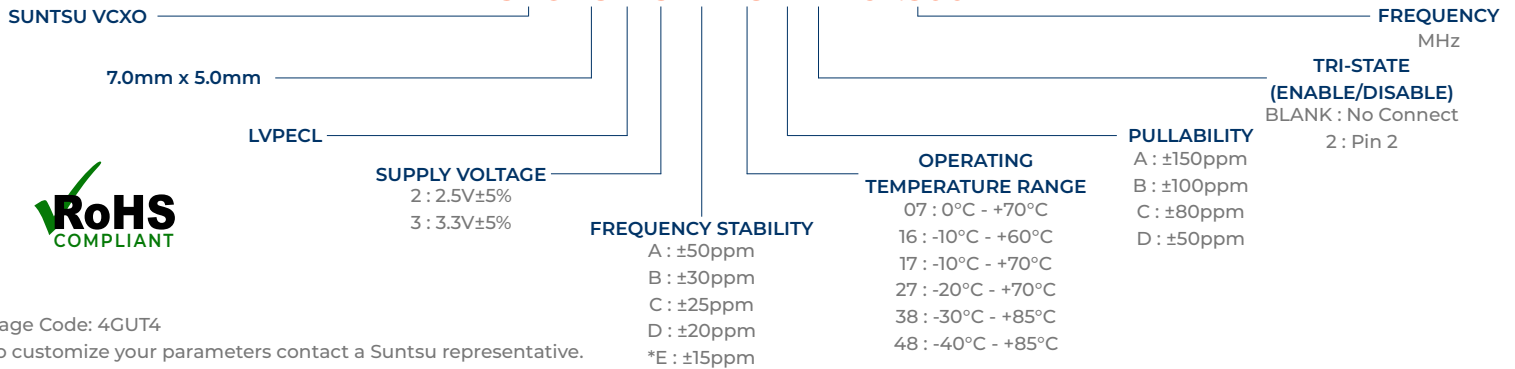 SUNTSU VCXO
7.0mm x 5.0mm
LVPECL
SUPPLY VOLTAGE
2 : 2.5V±5%
3 : 3.3V±5%
FREQUENCY STABILITY
A : ±50ppm
B : ±30ppm
C : ±25ppm
D : ±20ppm
*E : ±15ppm
OPERATING
TEMPERATURE RANGE
07 : 0°C - +70°C
16 : -10°C - +60°C
17 : -10°C - +70°C
27 : -20°C - +70°C
38 : -30°C - +85°C
48 : -40°C - +85°C
PULLABILITY
A : ±150ppm
B : ±100ppm
C : ±80ppm
D : ±50ppm
TRI-STATE
(ENABLE/DISABLE)
BLANK : No Connect
2 : Pin 2
FREQUENCY
MHz
RoHS
COMPLIANT
age Code: 4GUT4
o customize your parameters contact a Suntsu representative.